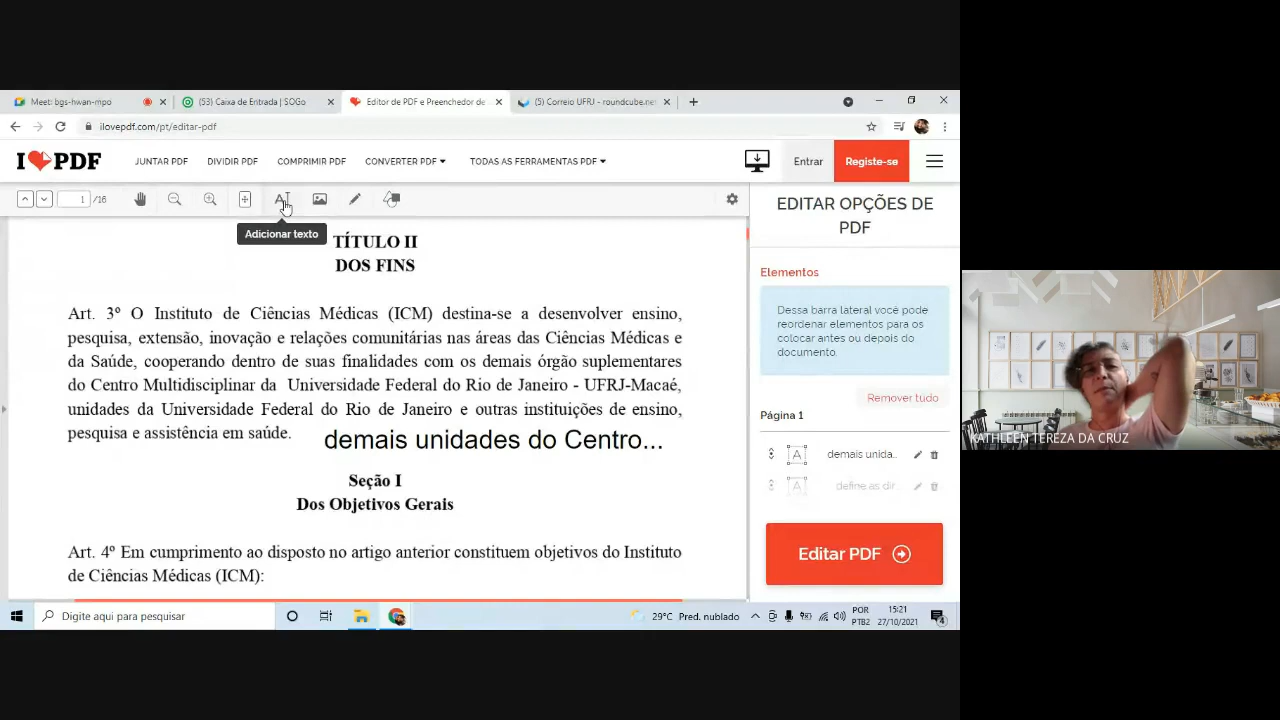 Meet: bgs-hwan-mpo
(53) Caixa de Entrada | SOGo
Editor de PDF e Preenchedor de
(5) Correio UFRJ - roundcube.ne
ilovepdf.com/pt/editar-pdf
I PDF
JUNTAR PDF
DIVIDIR PDF
COMPRIMIR PDF
CONVERTER PDF
TODAS AS FERRAMENTAS PDF
Entrar
Registe-se
1 /16
Adicionar texto
TÍTULO II
DOS FINS
Art. 3º O Instituto de Ciências Médicas (ICM) destina-se a desenvolver ensino,
pesquisa, extensão, inovação e relações comunitárias nas áreas das Ciências Médicas e
da Saúde, cooperando dentro de suas finalidades com os demais órgão suplementares
do Centro Multidisciplinar da Universidade Federal do Rio de Janeiro - UFRJ-Macaé,
unidades da Universidade Federal do Rio de Janeiro e outras instituições de ensino,
pesquisa e assistência em saúde.
demais unidades do Centro...
Seção I
Dos Objetivos Gerais
Art. 4º Em cumprimento ao disposto no artigo anterior constituem objetivos do Instituto
de Ciências Médicas (ICM):
EDITAR OPÇÕES DE
PDF
Elementos
Dessa barra lateral você pode
reordenar elementos para os
colocar antes ou depois do
documento.
Remover tudo
Página 1
A demais unida..
A define as dir..
Editar PDF
KATHLEEN TEREZA DA CRUZ
Digite aqui para pesquisar
29°C Pred. nublado
POR
PTB2
15:21
27/10/2021
4